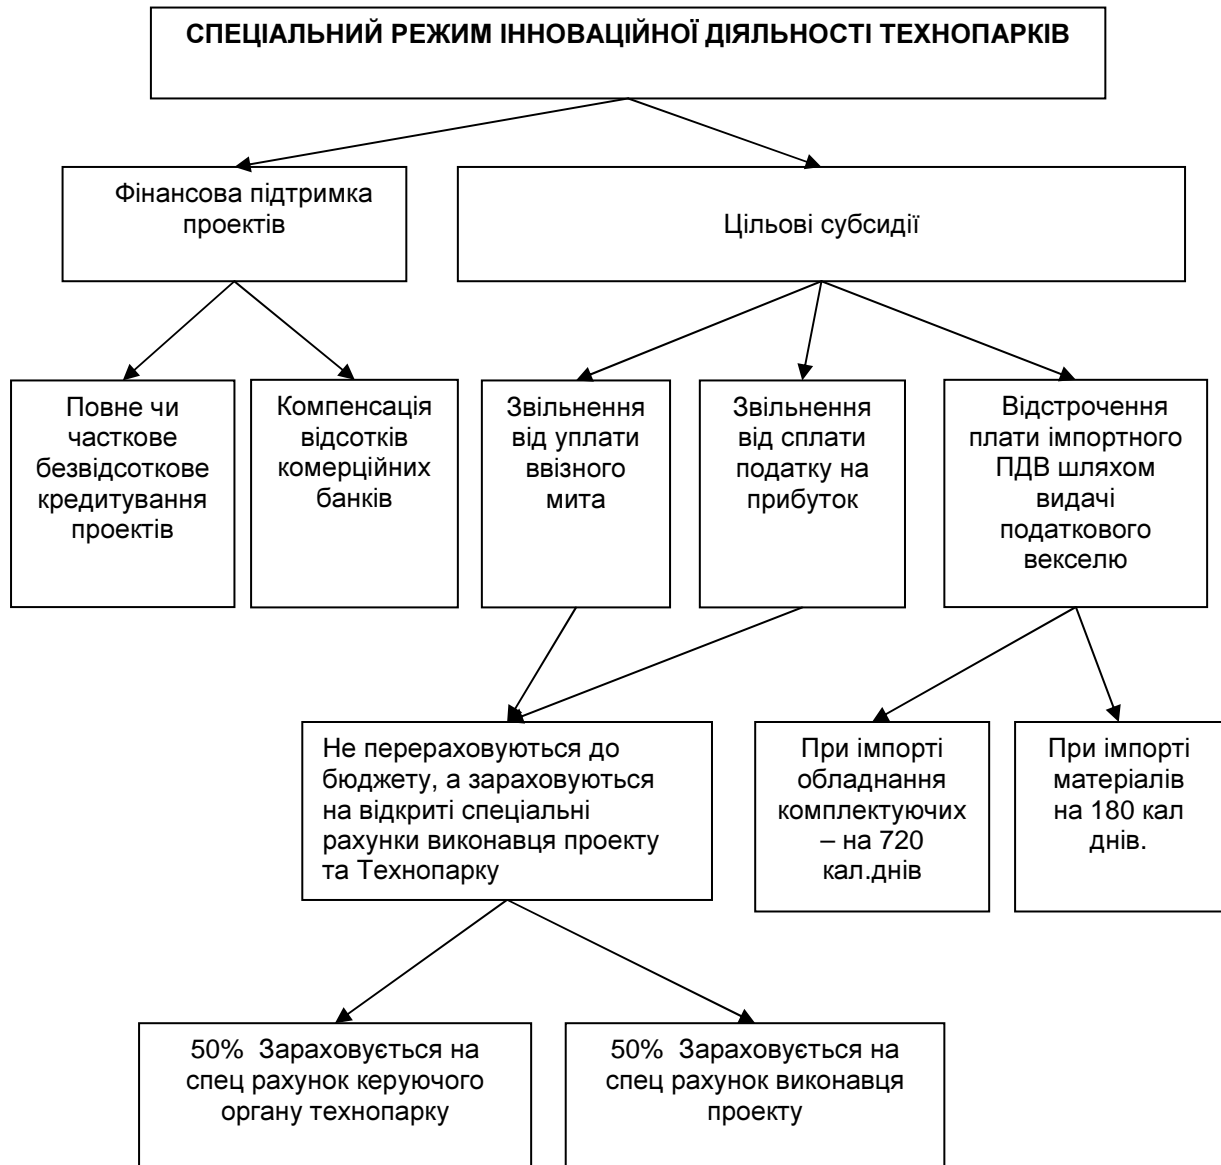 СПЕЦІАЛЬНИЙ РЕЖИМ ІННОВАЦІЙНОЇ ДІЯЛЬНОСТІ ТЕХНОПАРКІВ
Фінансова підтримка
проектів
Цільові субсидії
Повне чи
часткове
безвідсоткове
кредитування
проектів
Компенсація
відсотків
комерційних
банків
Звільнення
від уплати
ввізного
мита
Звільнення
від сплати
податку на
прибуток
Відстрочення
плати імпортного
ПДВ шляхом
видачі
податкового
векселю
Не перераховуються до
бюджету, а зараховуються
на відкриті спеціальні
рахунки виконавця проекту
та Технопарку
При імпорті
обладнання
комплектуючих
– на 720
кал.днів
При імпорті
матеріалів
на 180 кал
днів.
50% Зараховується на
спец рахунок керуючого
органу технопарку
50% Зараховується на
спец рахунок виконавця
проекту